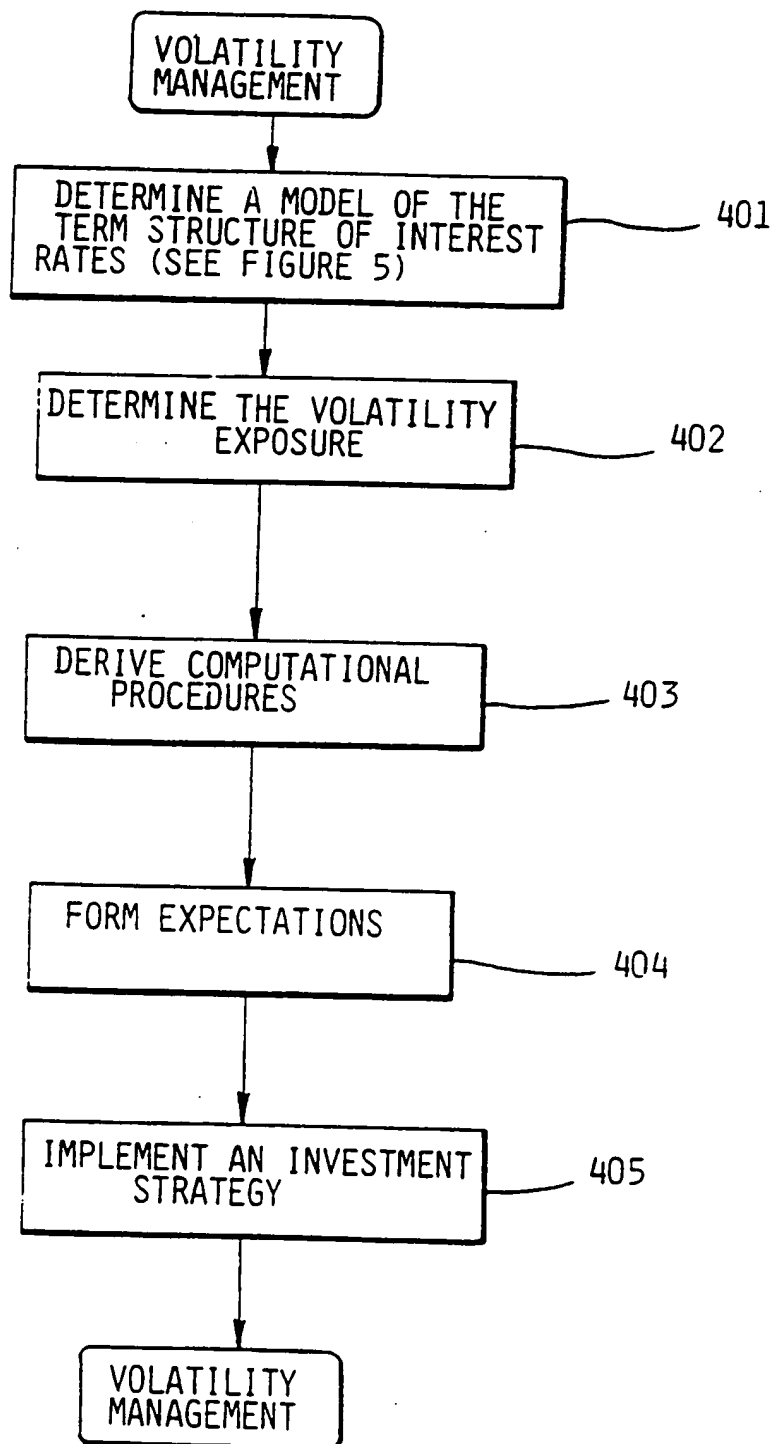 VOLATILITY
MANAGEMENT
DETERMINE A MODEL OF THE
TERM STRUCTURE OF INTEREST
RATES (SEE FIGURE 5)
401
DETERMINE THE VOLATILITY
EXPOSURE
402
DERIVE COMPUTATIONAL
PROCEDURES
403
FORM EXPECTATIONS
404
IMPLEMENT AN INVESTMENT
STRATEGY
405
VOLATILITY
MANAGEMENT